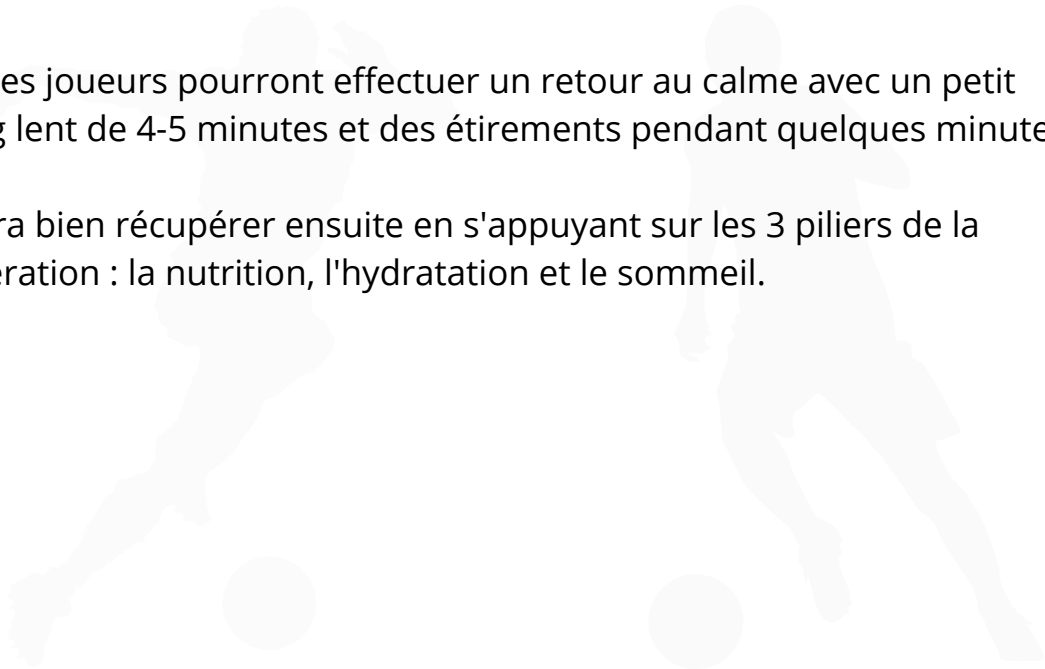 es joueurs pourront effectuer un retour au calme avec un petit
g lent de 4-5 minutes et des étirements pendant quelques minute
ra bien récupérer ensuite en s'appuyant sur les 3 piliers de la
ération : la nutrition, l'hydratation et le sommeil.